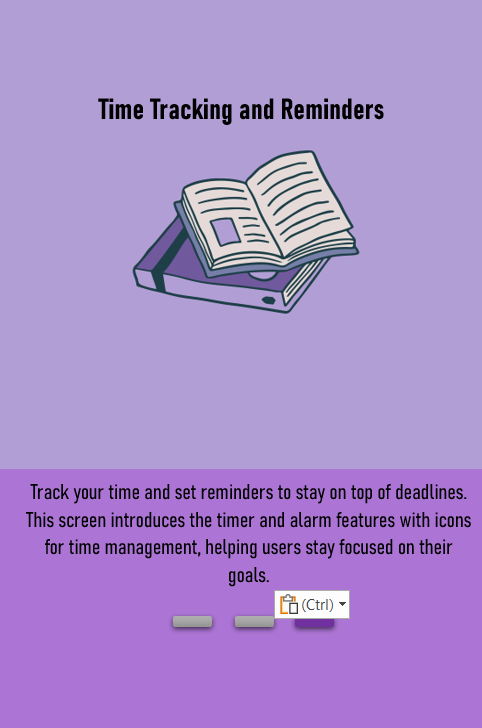 Time Tracking and Reminders
Track your time and set reminders to stay on top of deadlines.
This screen introduces the timer and alarm features with icons
for time management, helping users stay focused on their
goals.
(Ctrl)